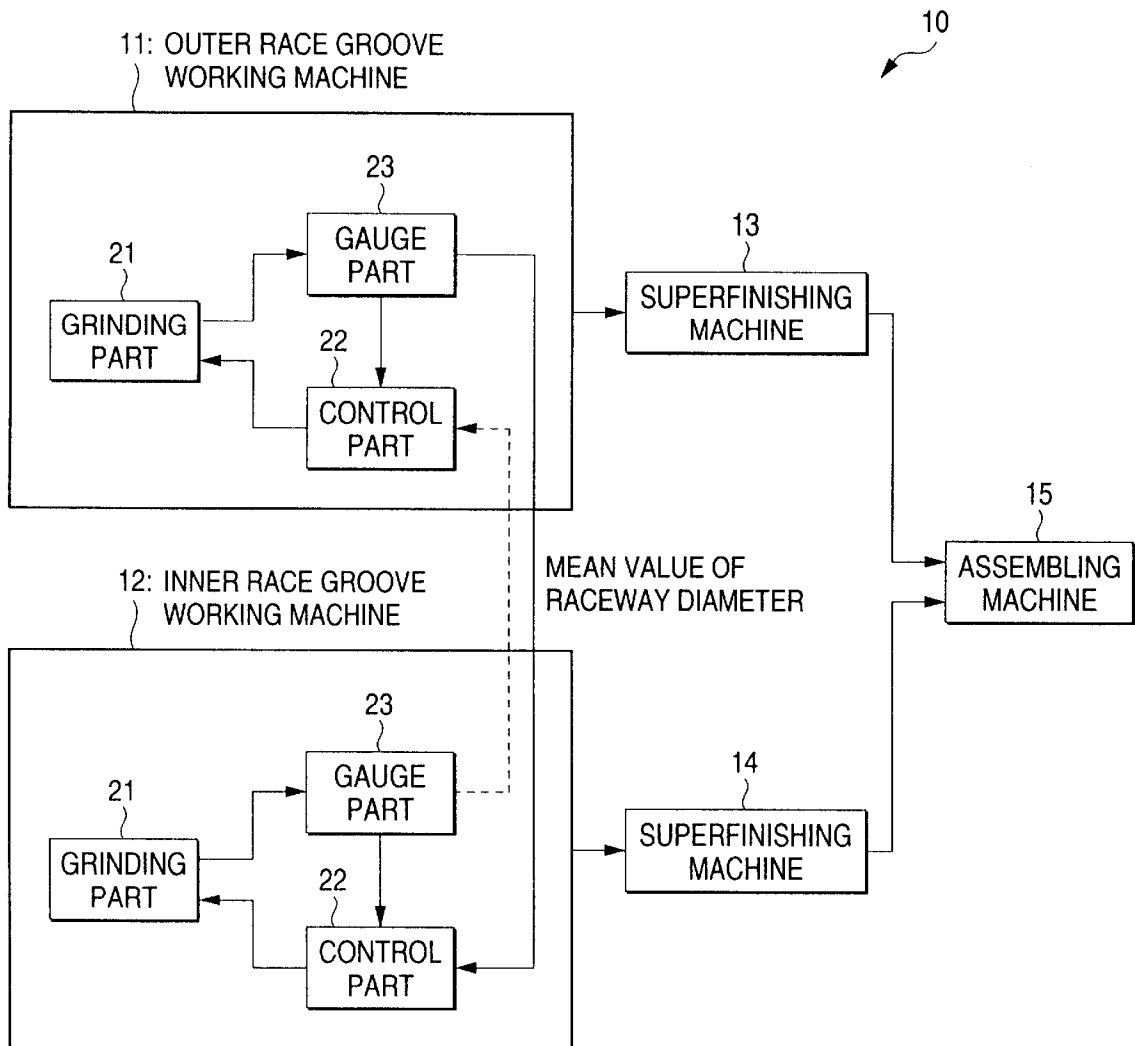 10
11: OUTER RACE GROOVE
WORKING MACHINE
23
GAUGE
PART
21
GRINDING
PART
22
CONTROL
PART
13
SUPERFINISHING
MACHINE
15
ASSEMBLING
MACHINE
MEAN VALUE OF
RACEWAY DIAMETER
12: INNER RACE GROOVE
WORKING MACHINE
23
GAUGE
PART
21
GRINDING
PART
22
CONTROL
PART
14
SUPERFINISHING
MACHINE